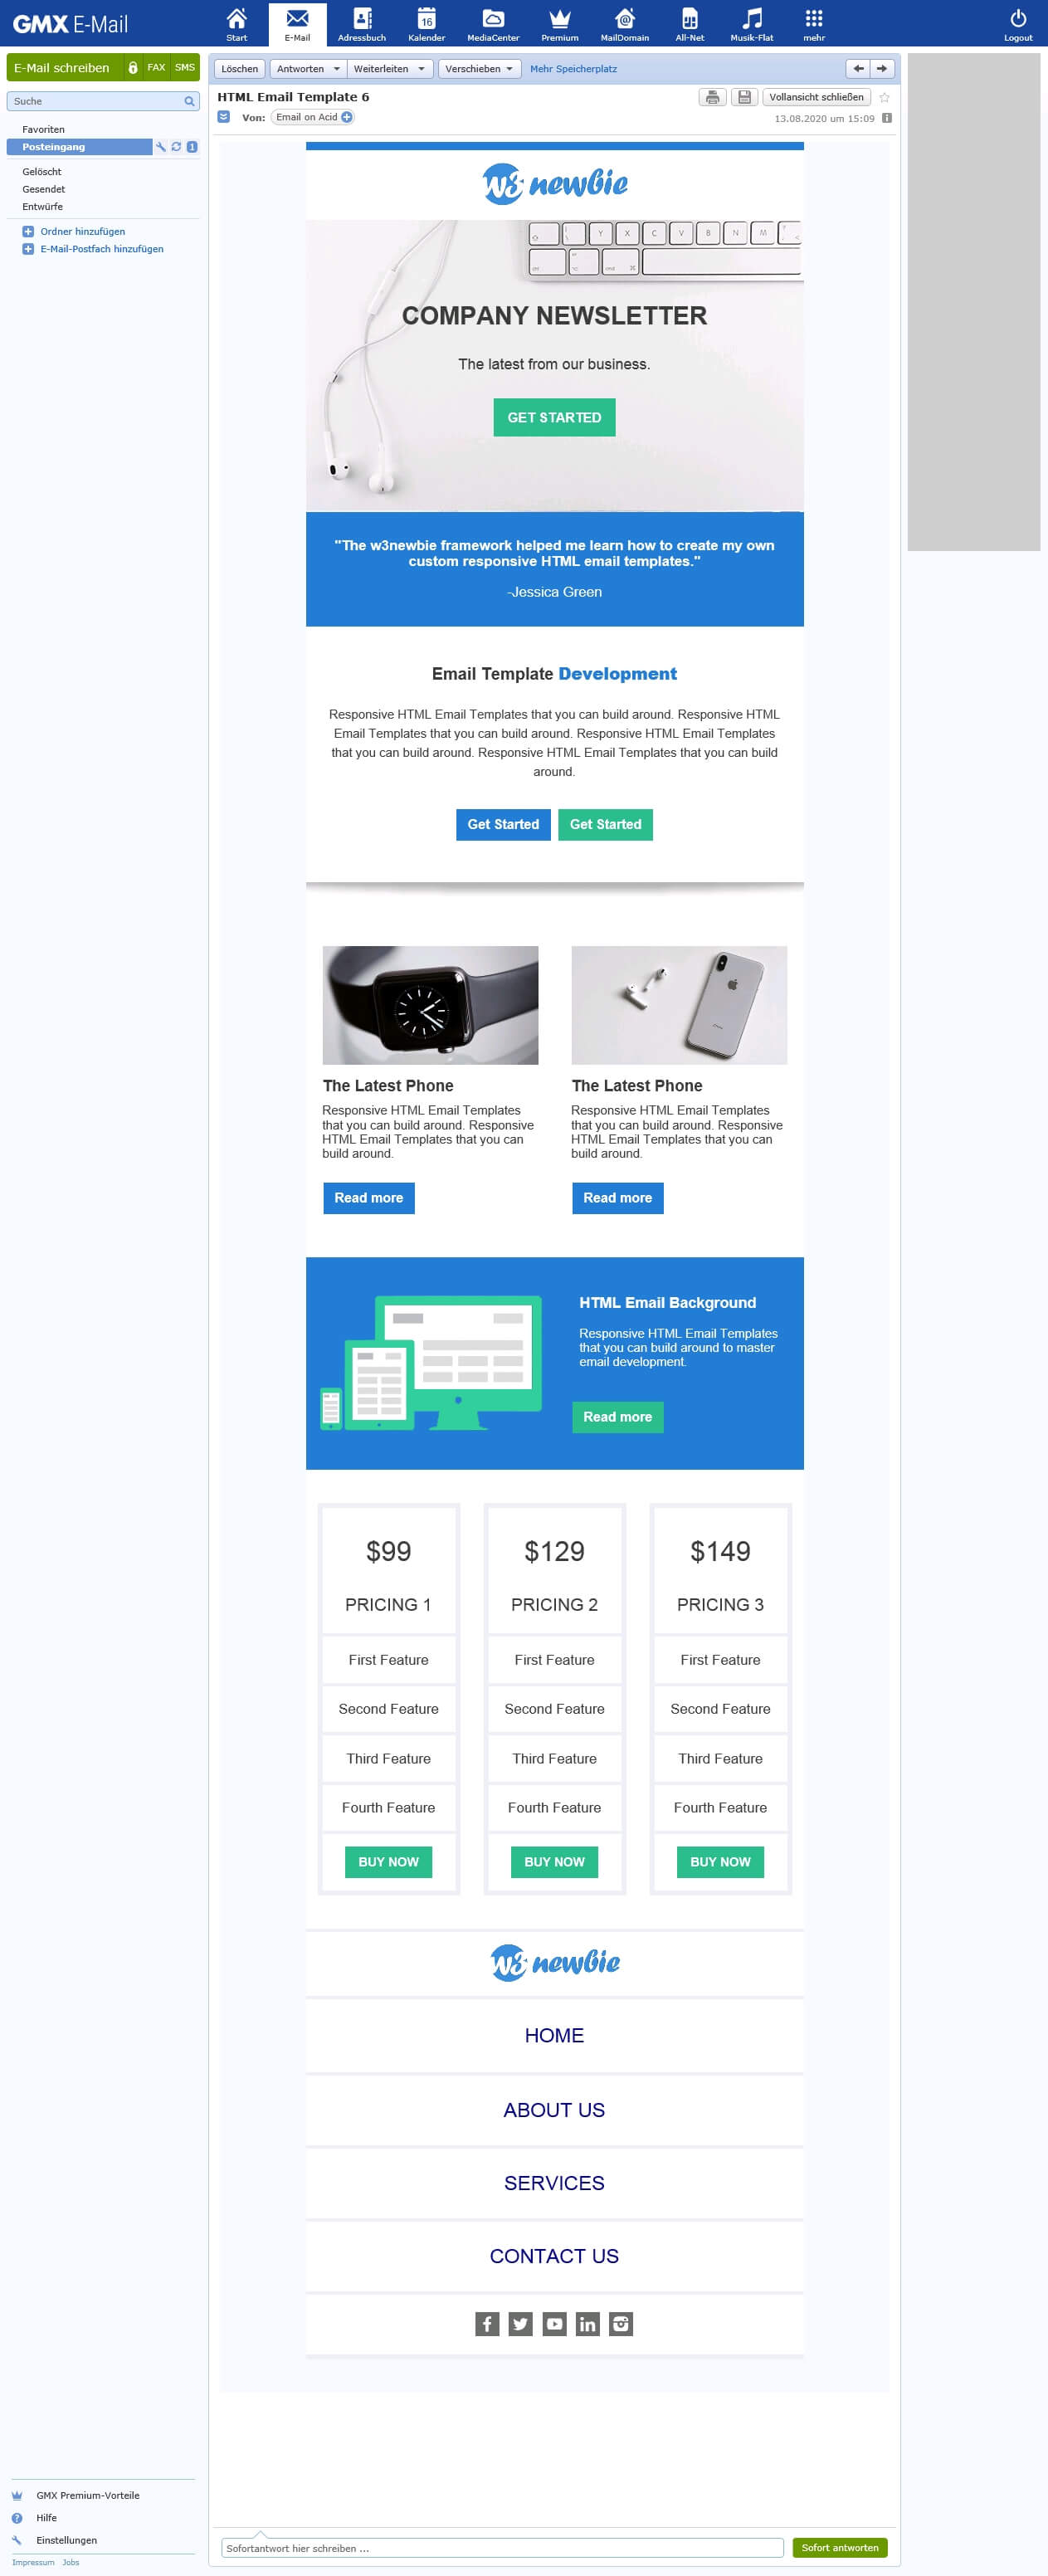 GMX E-Mail
Start
E-Mail
Adressbuch
16
Kalender
MediaCenter
Premium
MailDomain
All-Net
Musik-Flat
mehr
Logout
E-Mail schreiben
FAX
SMS
Löschen
Antworten
Weiterleiten
Verschieben
Mehr Speicherplatz
Suche
HTML Email Template 6
Vollansicht schließen
Von: Email on Acid
13.08.2020 um 15:09
Favoriten
Posteingang
1
Gelöscht
Gesendet
Entwürfe
Ordner hinzufügen
E-Mail-Postfach hinzufügen
w3 newbie
Y X C V B N M
alt cmd
COMPANY NEWSLETTER
The latest from our business.
GET STARTED
"The w3newbie framework helped me learn how to create my own
custom responsive HTML email templates."
-Jessica Green
Email Template Development
Responsive HTML Email Templates that you can build around. Responsive HTML
Email Templates that you can build around. Responsive HTML Email Templates
that you can build around. Responsive HTML Email Templates that you can build
around.
Get Started
Get Started
The Latest Phone
Responsive HTML Email Templates
that you can build around. Responsive
HTML Email Templates that you can
build around.
Read more
The Latest Phone
Responsive HTML Email Templates
that you can build around. Responsive
HTML Email Templates that you can
build around.
Read more
HTML Email Background
Responsive HTML Email Templates
that you can build around to master
email development.
Read more
$99
PRICING 1
First Feature
Second Feature
Third Feature
Fourth Feature
BUY NOW
$129
PRICING 2
First Feature
Second Feature
Third Feature
Fourth Feature
BUY NOW
$149
PRICING 3
First Feature
Second Feature
Third Feature
Fourth Feature
BUY NOW
w3 newbie
HOME
ABOUT US
SERVICES
CONTACT US
GMX Premium-Vorteile
Hilfe
Einstellungen
Impressum Jobs
Sofortantwort hier schreiben ...
Sofort antworten